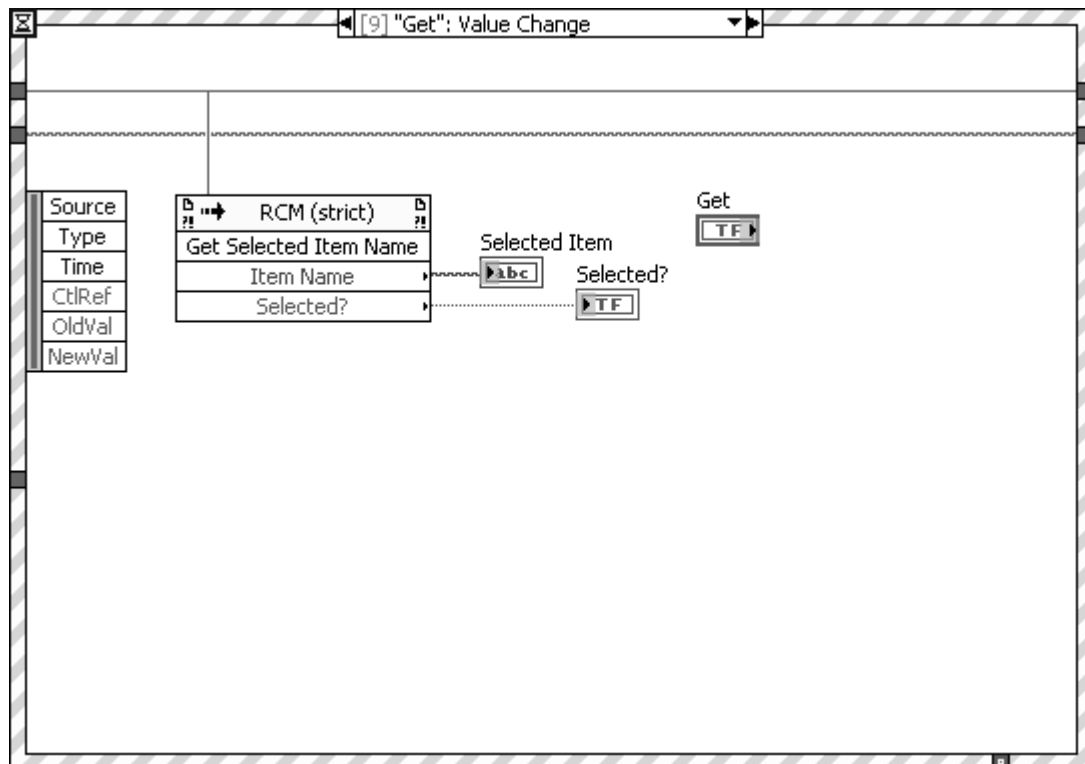 [9] "Get": Value Change
Source
Type
Time
CtlRef
OldVal
NewVal
?! RCM (strict) ?!
Get Selected Item Name
Item Name
Selected?
Selected Item
abc
Selected?
TF
Get
TF